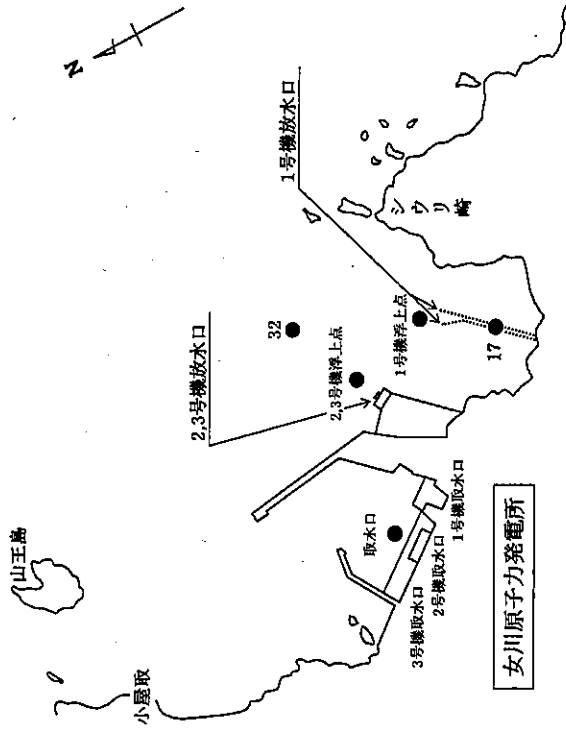 N
1号機放水口
2,3号機放水口
シウリ崎
32
1号機浮上点
2,3号機浮上点
17
山王島
取水口
1号機取水口
2号機取水口
3号機取水口
小屋取
女川原子力発電所